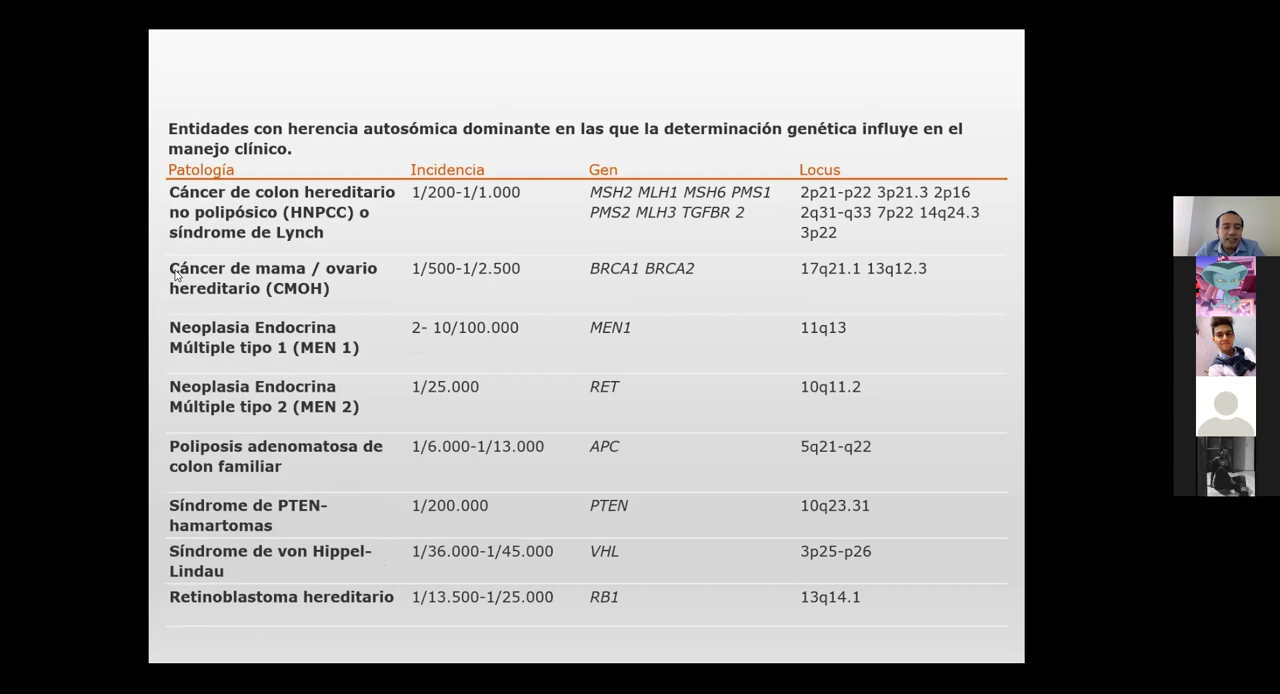 Entidades con herencia autosómica dominante en las que la determinación genética influye en el
manejo clínico.
Patología Incidencia Gen Locus
Cáncer de colon hereditario 1/200-1/1.000 MSH2 MLH1 MSH6 PMS1 2p21-p22 3p21.3 2p16
no polipósico (HNPCC) o PMS2 MLH3 TGFBR 2 2q31-q33 7p22 14q24.3
síndrome de Lynch 3p22
Cáncer de mama / ovario 1/500-1/2.500 BRCA1 BRCA2 17q21.1 13q12.3
hereditario (CMOH)
Neoplasia Endocrina 2- 10/100.000 MEN1 11q13
Múltiple tipo 1 (MEN 1)
Neoplasia Endocrina 1/25.000 RET 10q11.2
Múltiple tipo 2 (MEN 2)
Poliposis adenomatosa de 1/6.000-1/13.000 APC 5q21-q22
colon familiar
Síndrome de PTEN- 1/200.000 PTEN 10q23.31
hamartomas
Síndrome de von Hippel- 1/36.000-1/45.000 VHL 3p25-p26
Lindau
Retinoblastoma hereditario 1/13.500-1/25.000 RB1 13q14.1